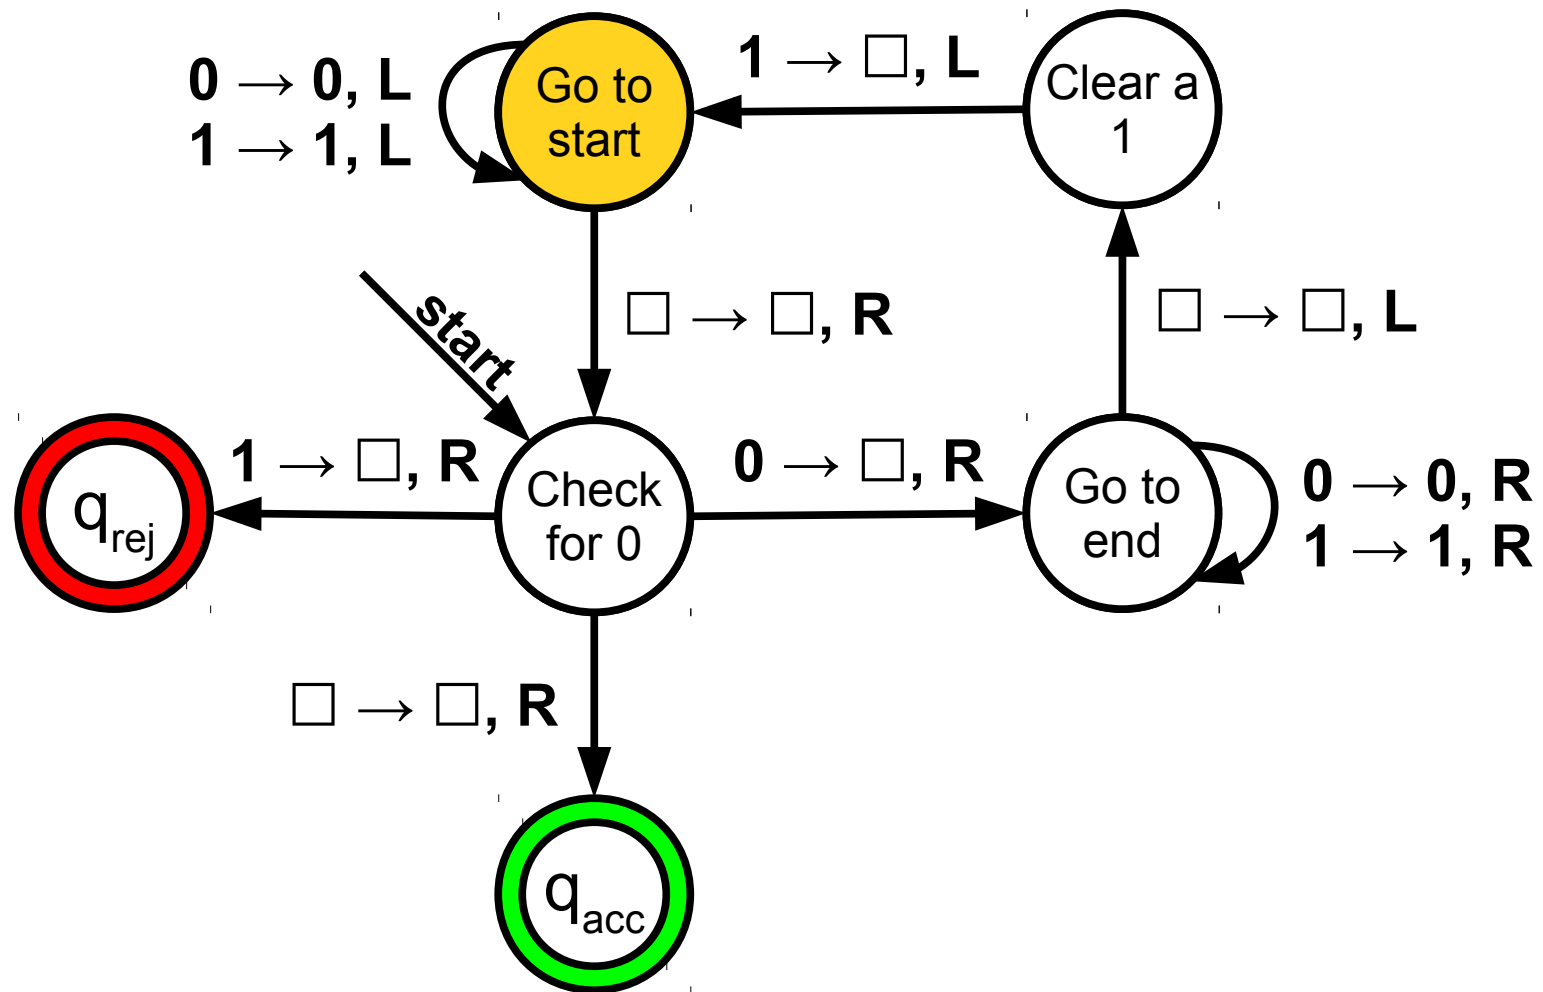 0 → 0, L
1 → 1, L
Go to
start
1 → □, L
Clear a
1
□ → □, R
□ → □, L
start
q_rej
1 → □, R
Check
for 0
0 → □, R
Go to
end
0 → 0, R
1 → 1, R
□ → □, R
q_acc